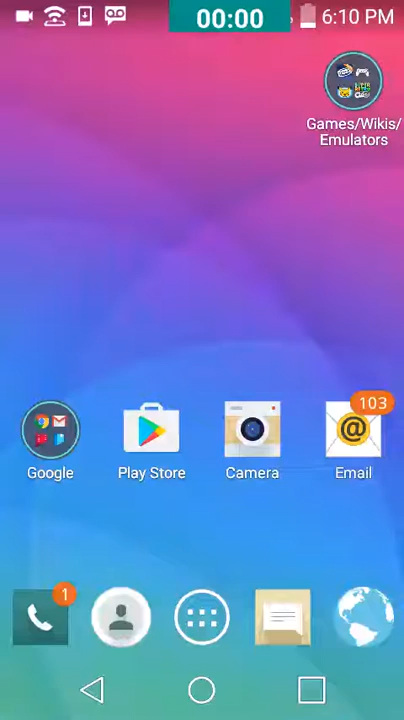 00:00
6:10 PM
Games/Wikis/
Emulators
103
Google
Play Store
Camera
Email
1